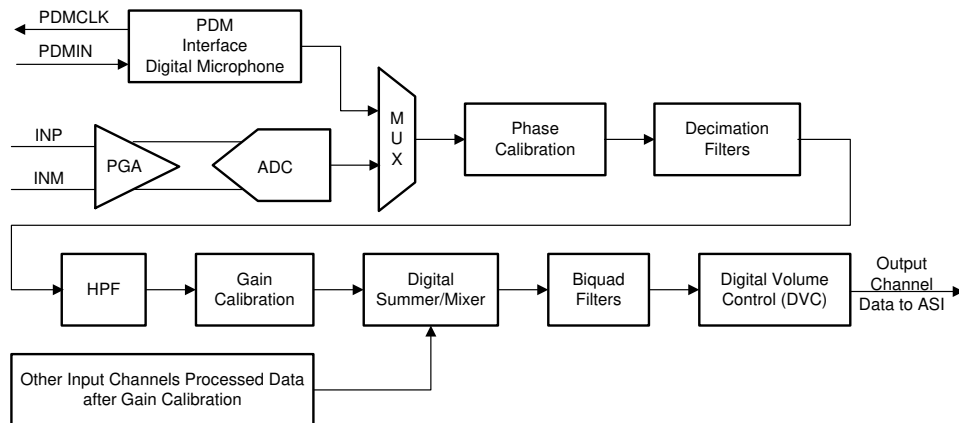 PDMCLK
PDMIN
PDM
Interface
Digital Microphone
INP
INM
PGA
ADC
M
U
X
Phase
Calibration
Decimation
Filters
HPF
Gain
Calibration
Digital
Summer/Mixer
Biquad
Filters
Digital Volume
Control (DVC)
Output
Channel
Data to ASI
Other Input Channels Processed Data
after Gain Calibration